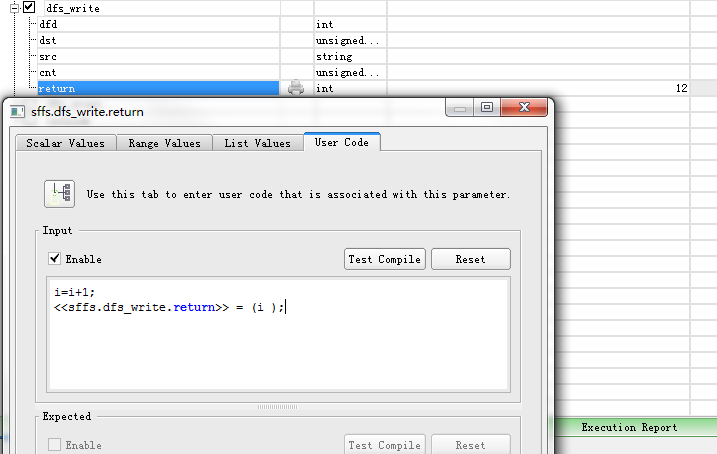 dfs_write
dfd int
dst unsigned...
src string
cnt unsigned...
return int 12
sffs.dfs_write.return
Scalar Values Range Values List Values User Code
Use this tab to enter user code that is associated with this parameter.
Input
Enable Test Compile Reset
i=i+1;
<<sffs.dfs_write.return>> = (i );
Expected
Execution Report
Enable Test Compile Reset